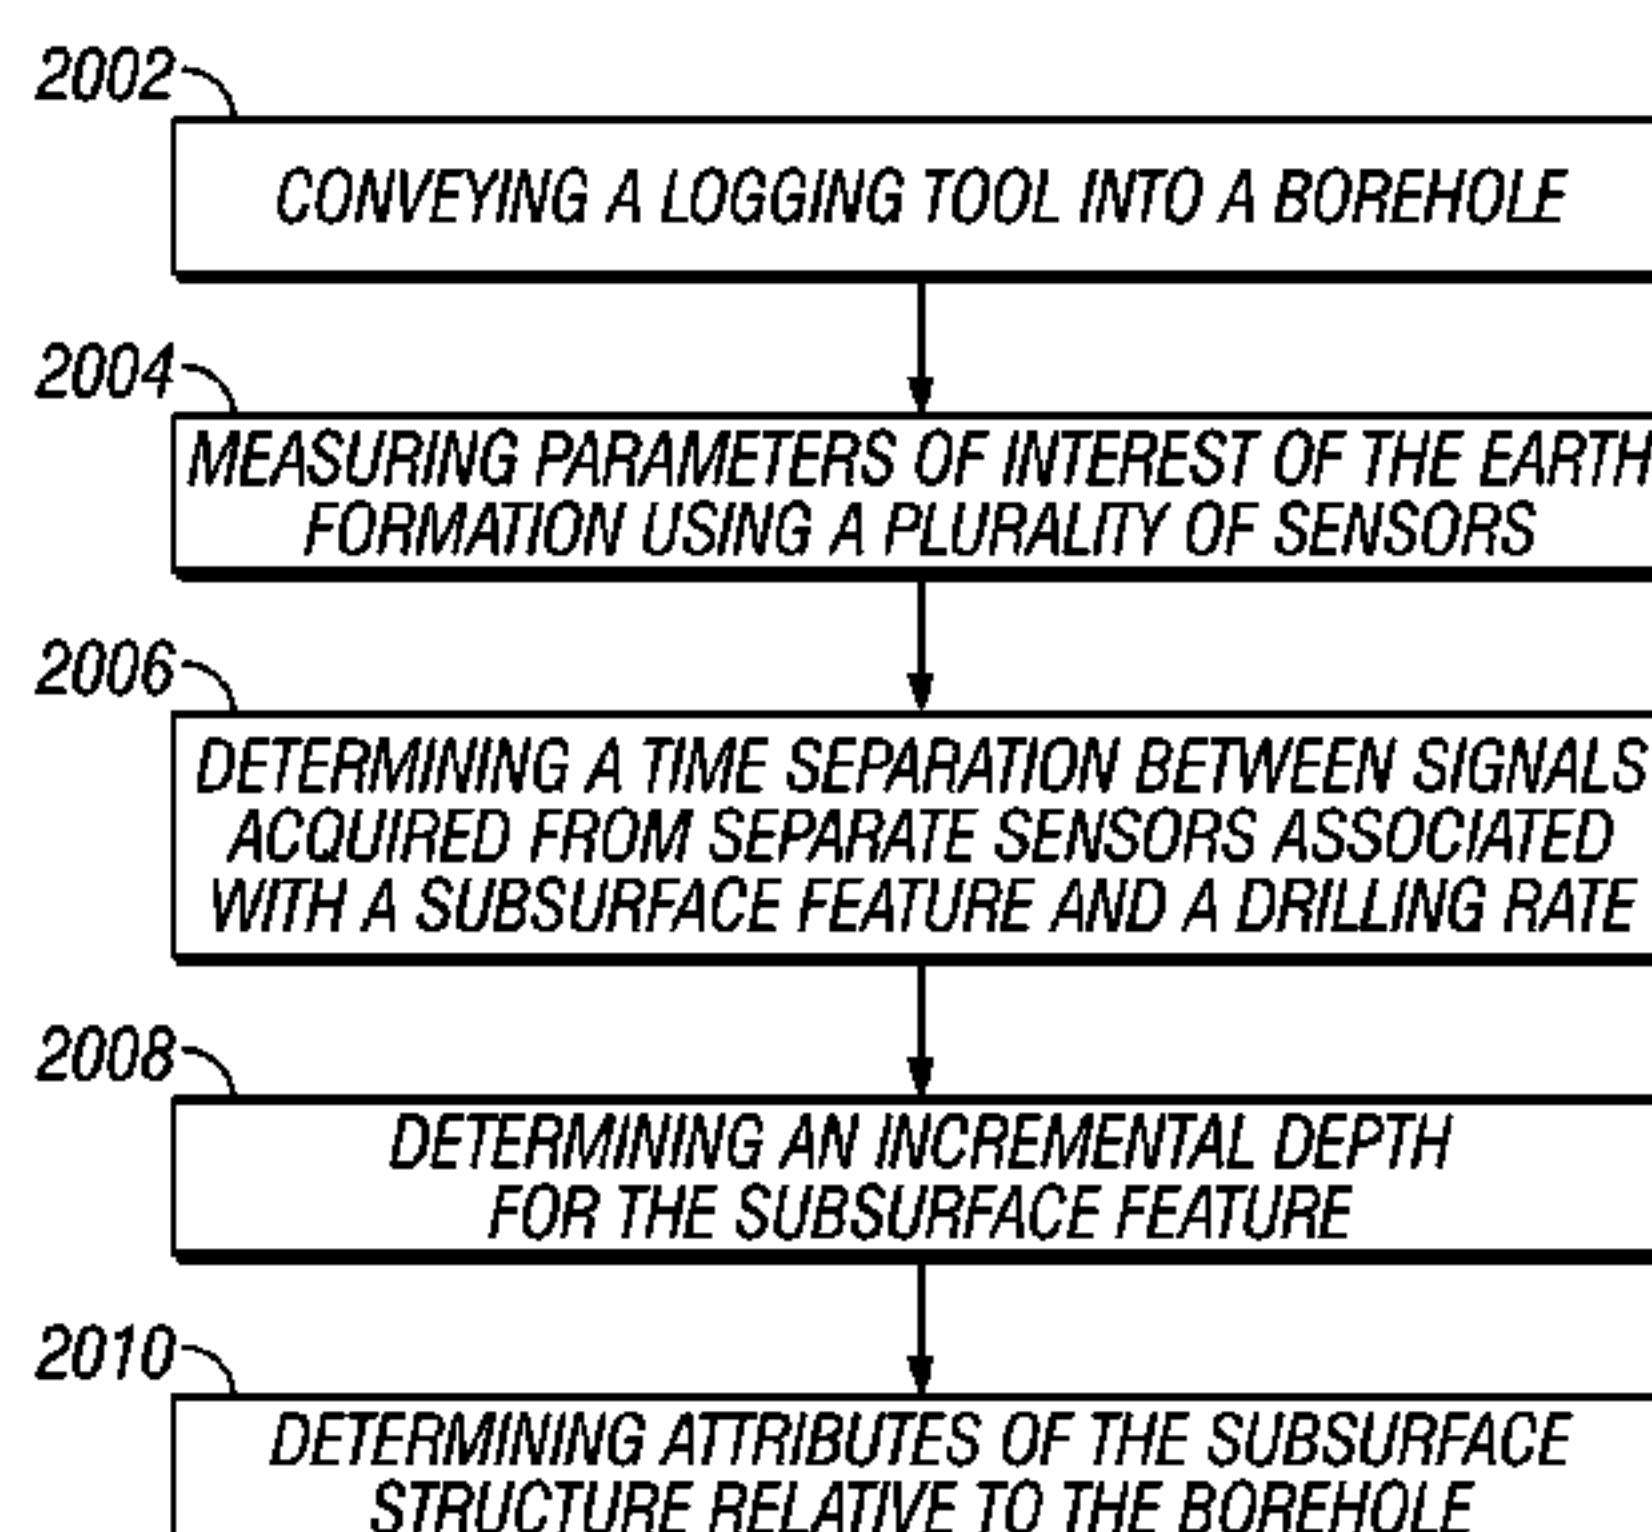 2002
CONVEYING A LOGGING TOOL INTO A BOREHOLE
2004
MEASURING PARAMETERS OF INTEREST OF THE EARTH
FORMATION USING A PLURALITY OF SENSORS
2006
DETERMINING A TIME SEPARATION BETWEEN SIGNALS
ACQUIRED FROM SEPARATE SENSORS ASSOCIATED
WITH A SUBSURFACE FEATURE AND A DRILLING RATE
2008
DETERMINING AN INCREMENTAL DEPTH
FOR THE SUBSURFACE FEATURE
2010
DETERMINING ATTRIBUTES OF THE SUBSURFACE
STRUCTURE RELATIVE TO THE BOREHOLE